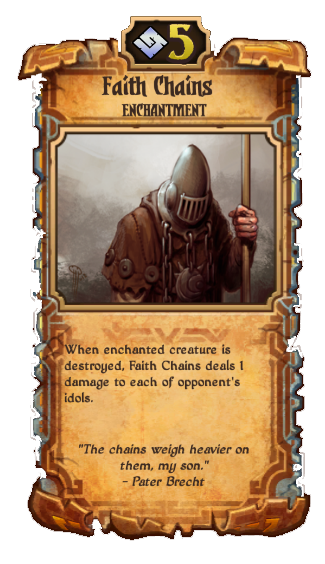 5
Faith Chains
ENCHANTMENT
When enchanted creature is
destroyed, Faith Chains deals 1
damage to each of opponent's
idols.
"The chains weigh heavier on
them, my son."
- Pater Brecht